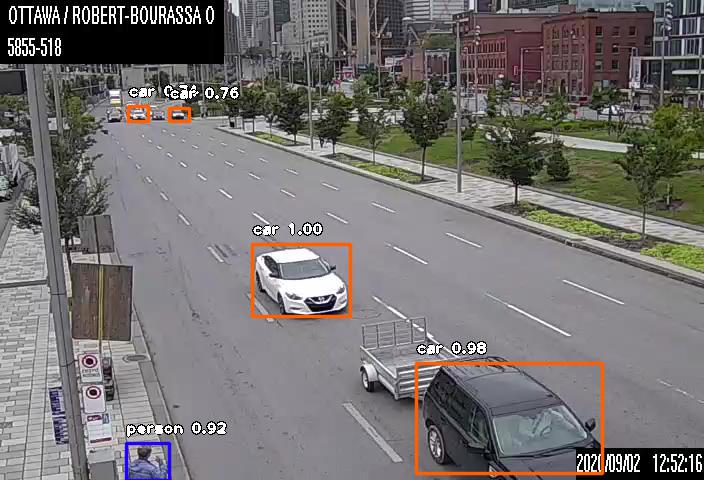 OTTAWA / ROBERT-BOURASSA O
5855-518
car 0.76
car 1.00
car 0.98
person 0.92
2020/09/02 12:52:16